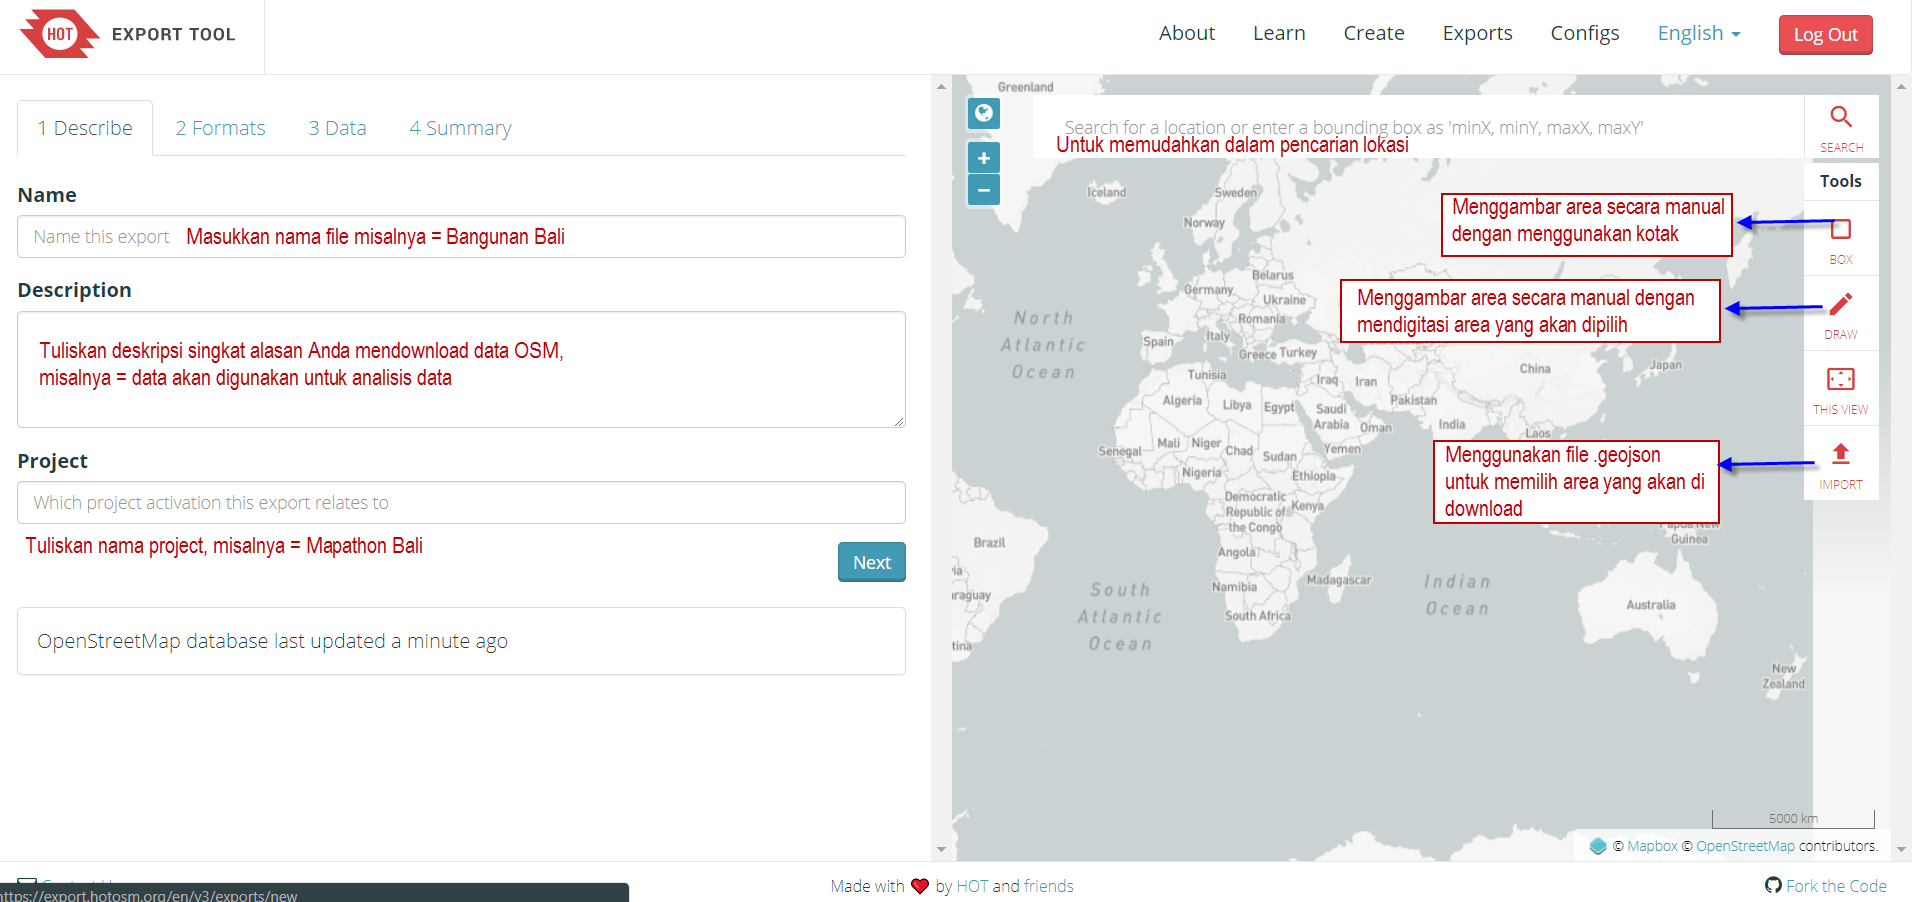 HOT EXPORT TOOL
About Learn Create Exports Configs English Log Out
1 Describe 2 Formats 3 Data 4 Summary
Name
Name this export Masukkan nama file misalnya = Bangunan Bali
Description
Tuliskan deskripsi singkat alasan Anda mendownload data OSM,
misalnya = data akan digunakan untuk analisis data
Project
Which project activation this export relates to
Tuliskan nama project, misalnya = Mapathon Bali
Next
OpenStreetMap database last updated a minute ago
Search for a location or enter a bounding box as 'minX, minY, maxX, maxY'
Untuk memudahkan dalam pencarian lokasi
SEARCH
Tools
Menggambar area secara manual
dengan menggunakan kotak
BOX
Menggambar area secara manual dengan
mendigitasi area yang akan dipilih
DRAW
THIS VIEW
Menggunakan file .geojson
untuk memilih area yang akan di
download
IMPORT
Greenland
Iceland
Sweden
Norway
Belarus
Germany
Ukraine
Romania
North
Atlantic
Ocean
Italy
Spain
Greece Turkey
Tunisia
Iraq Iran
China
Japan
Algeria
Libya Egypt
Saudi
Arabia
Oman
Pakistan
India
Laos
Mali Niger
Chad
Sudan
Yemen
Senegal
Nigeria
Ethiopia
Democratic
Republic of
the Congo
Kenya
Papua New
Guinea
Brazil
Angola
Namibia
Madagascar
South Africa
South
Atlantic
Ocean
Indian
Ocean
Australia
New
Zealand
ia
raguay
tina
5000 km
© Mapbox © OpenStreetMap contributors.
Made with by HOT and friends
Fork the Code
https://export.hotosm.org/en/v3/exports/new